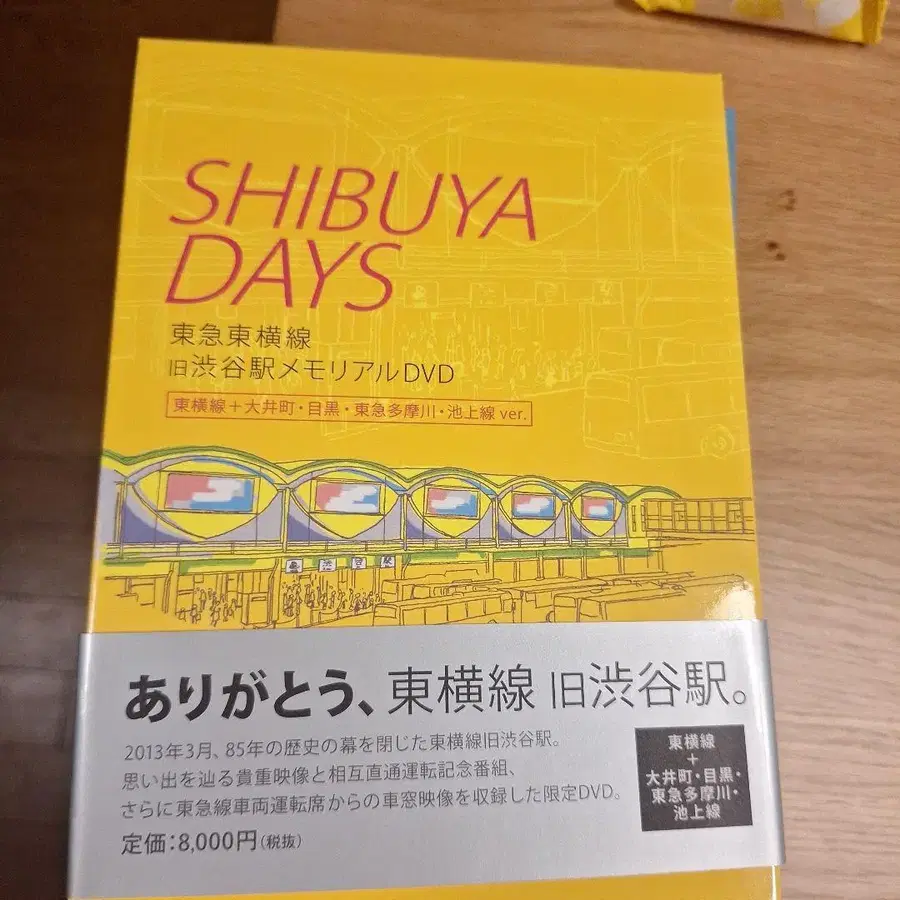 SHIBUYA
DAYS
東急東横線
旧渋谷駅メモリアルDVD
東横線+大井町・目黒・東急多摩川・池上線 ver.
ありがとう、東横線 旧渋谷駅。
2013年3月、85年の歴史の幕を閉じた東横線旧渋谷駅。
思い出を辿る貴重映像と相互直通運転記念番組、
さらに東急線車両運転席からの車窓映像を収録した限定DVD。
定価:8,000円(税抜)
東横線
+
大井町・目黒・
東急多摩川・
池上線